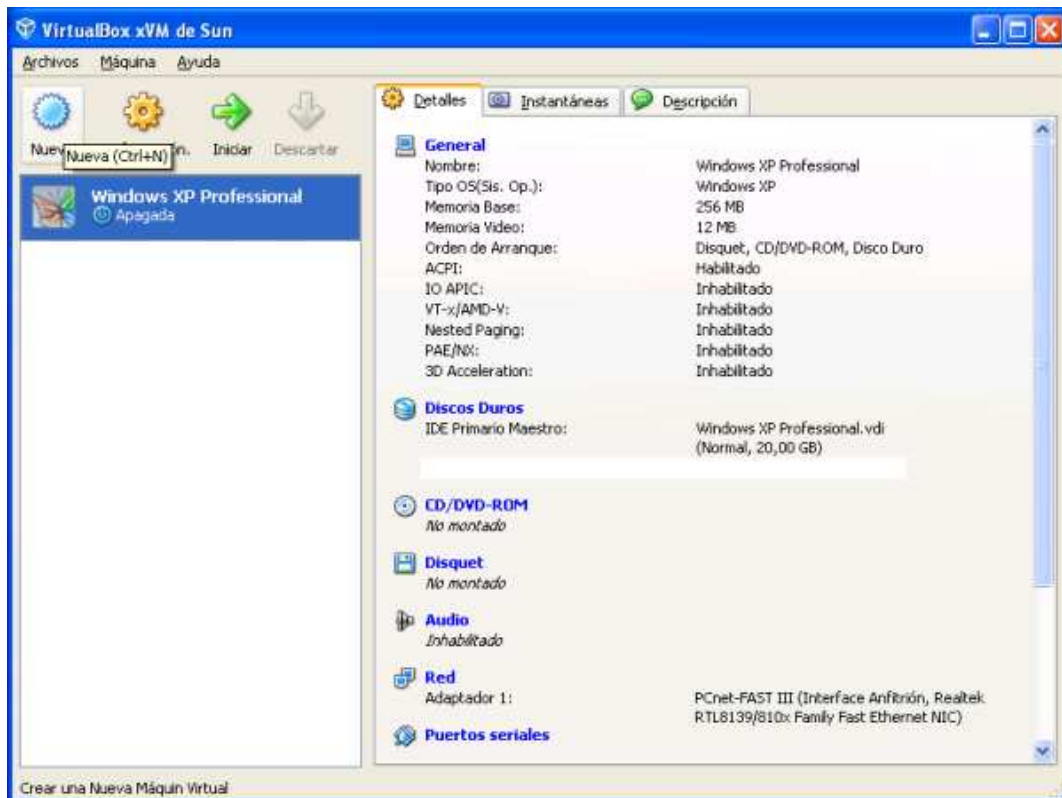 VirtualBox xVM de Sun
Archivos Máquina Ayuda
Detalles Instantáneas Descripción
Iniciar Descartar
Nueva (Ctrl+N)
Windows XP Professional
Apagada
General
Nombre: Windows XP Professional
Tipo OS(Sis. Op.): Windows XP
Memoria Base: 256 MB
Memoria Video: 12 MB
Orden de Arranque: Disquet, CD/DVD-ROM, Disco Duro
ACPI: Habilitado
IO APIC: Inhabilitado
VT-x/AMD-V: Inhabilitado
Nested Paging: Inhabilitado
PAE/NX: Inhabilitado
3D Acceleration: Inhabilitado
Discos Duros
IDE Primario Maestro: Windows XP Professional.vdi
(Normal, 20,00 GB)
CD/DVD-ROM
No montado
Disquet
No montado
Audio
Inhabilitado
Red
Adaptador 1: PCnet-FAST III (Interface Anfitrión, Realtek
RTL8139/810x Family Fast Ethernet NIC)
Puertos seriales
Crear una Nueva Máquin Virtual